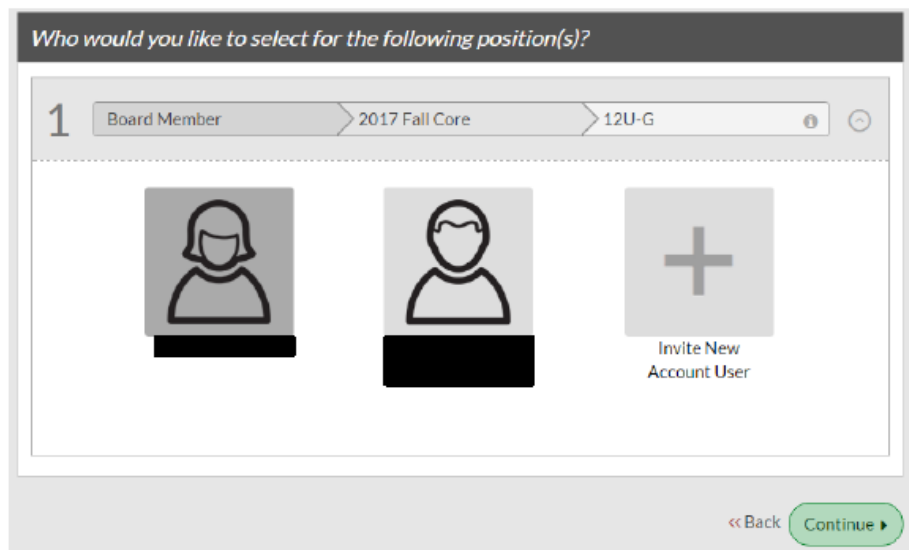 Who would you like to select for the following position(s)?
1 Board Member 2017 Fall Core 12U-G
Invite New
Account User
« Back Continue